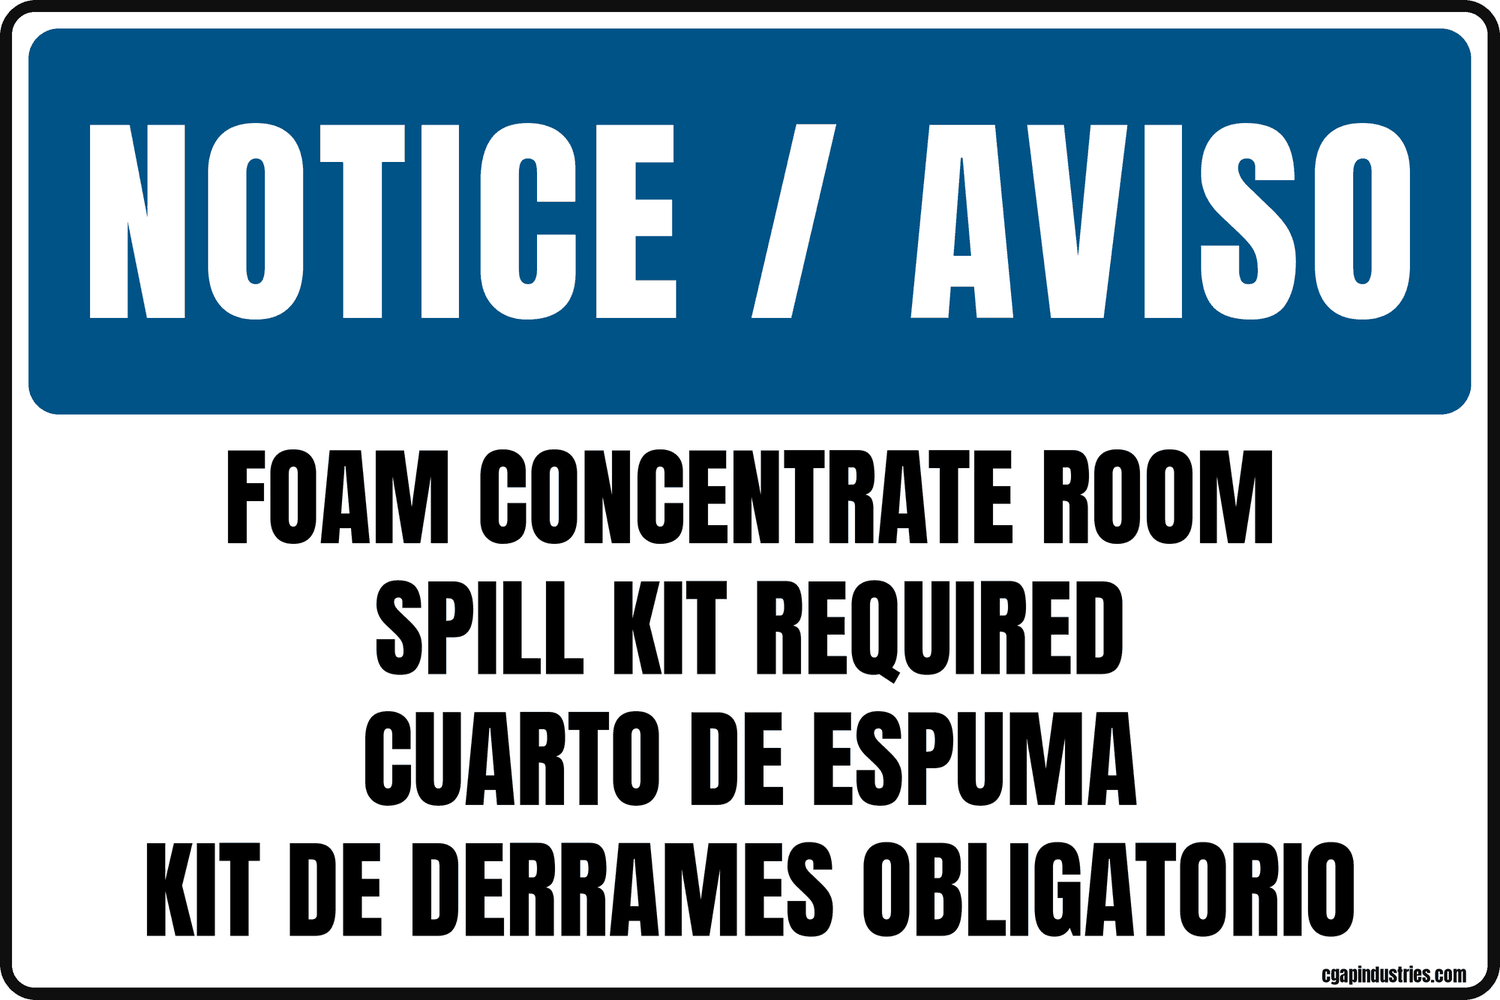 NOTICE / AVISO
FOAM CONCENTRATE ROOM
SPILL KIT REQUIRED
CUARTO DE ESPUMA
KIT DE DERRAMES OBLIGATORIO
cgapindustries.com